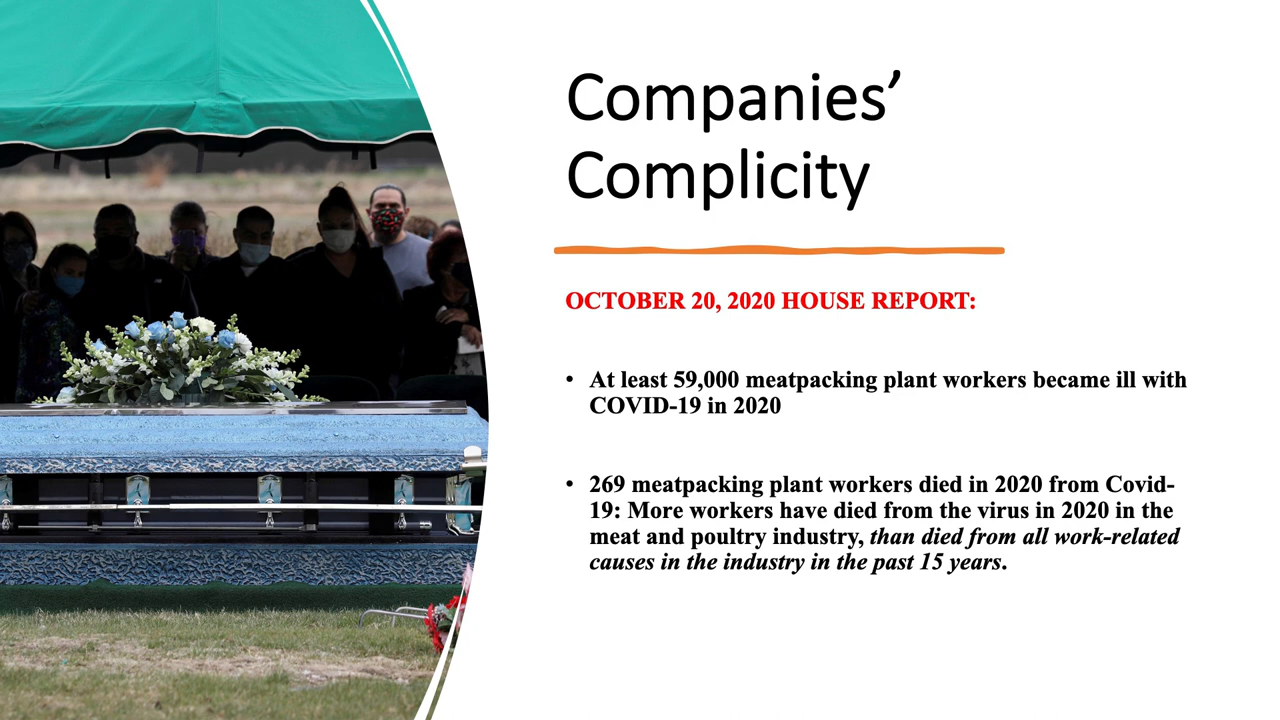 Companies’
Complicity
OCTOBER 20, 2020 HOUSE REPORT:
• At least 59,000 meatpacking plant workers became ill with
COVID-19 in 2020
• 269 meatpacking plant workers died in 2020 from Covid-
19: More workers have died from the virus in 2020 in the
meat and poultry industry, than died from all work-related
causes in the industry in the past 15 years.